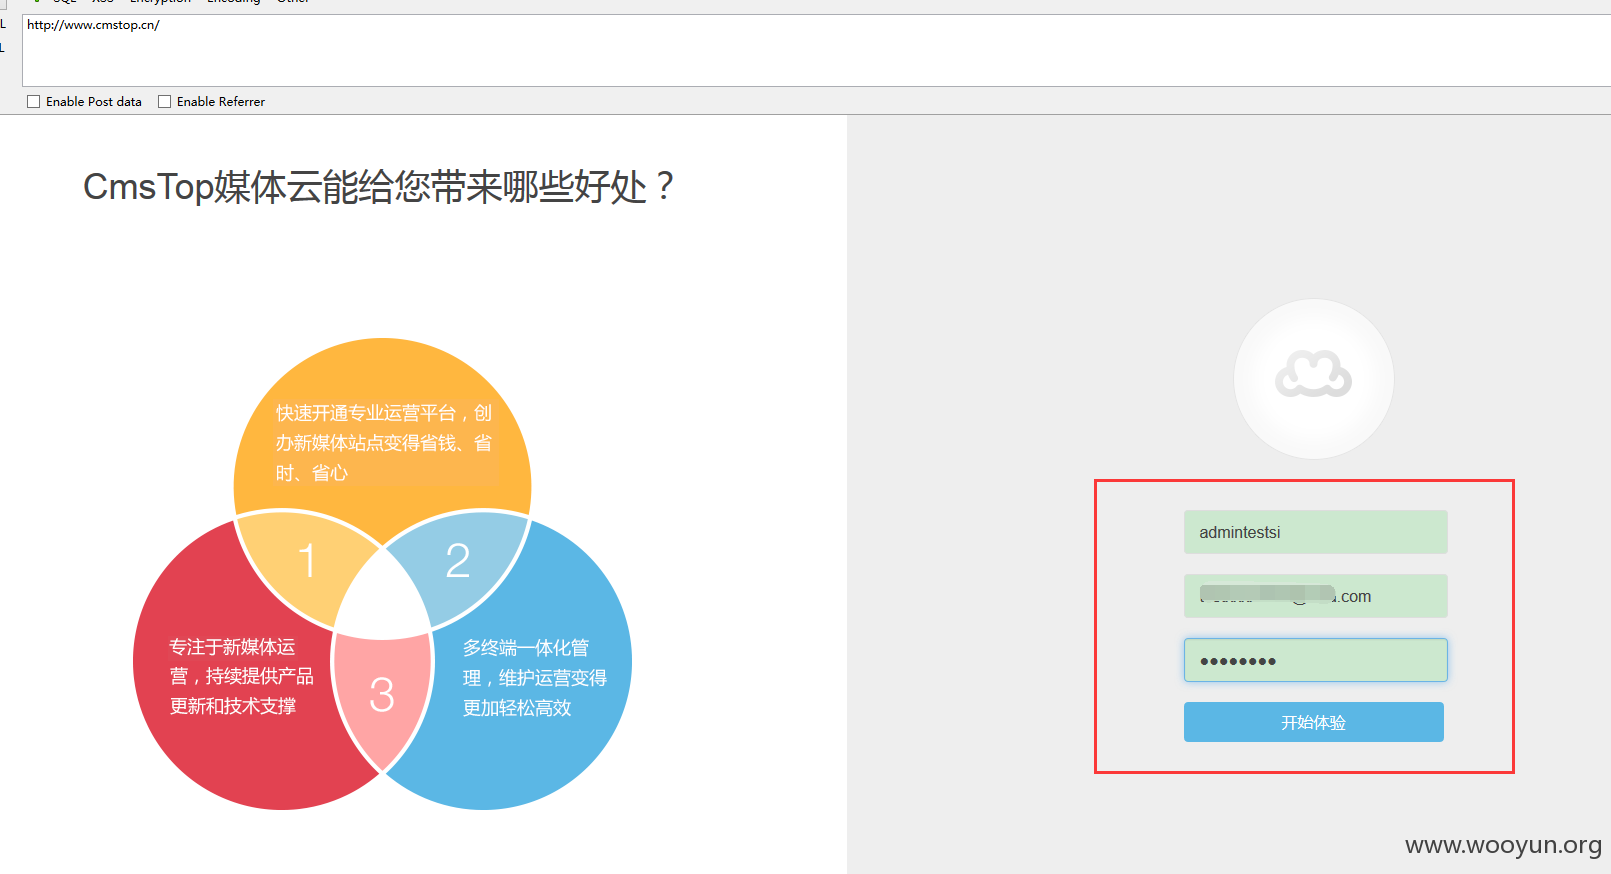 SQL XSS Encryption Encoding Other
L
http://www.cmstop.cn/
L
Enable Post data Enable Referrer
CmsTop媒体云能给您带来哪些好处？
快速开通专业运营平台，创
办新媒体站点变得省钱、省
时、省心
1
2
专注于新媒体运
营，持续提供产品
更新和技术支撑
多终端一体化管
理，维护运营变得
更加轻松高效
3
admintestsi
.com
开始体验
www.wooyun.org